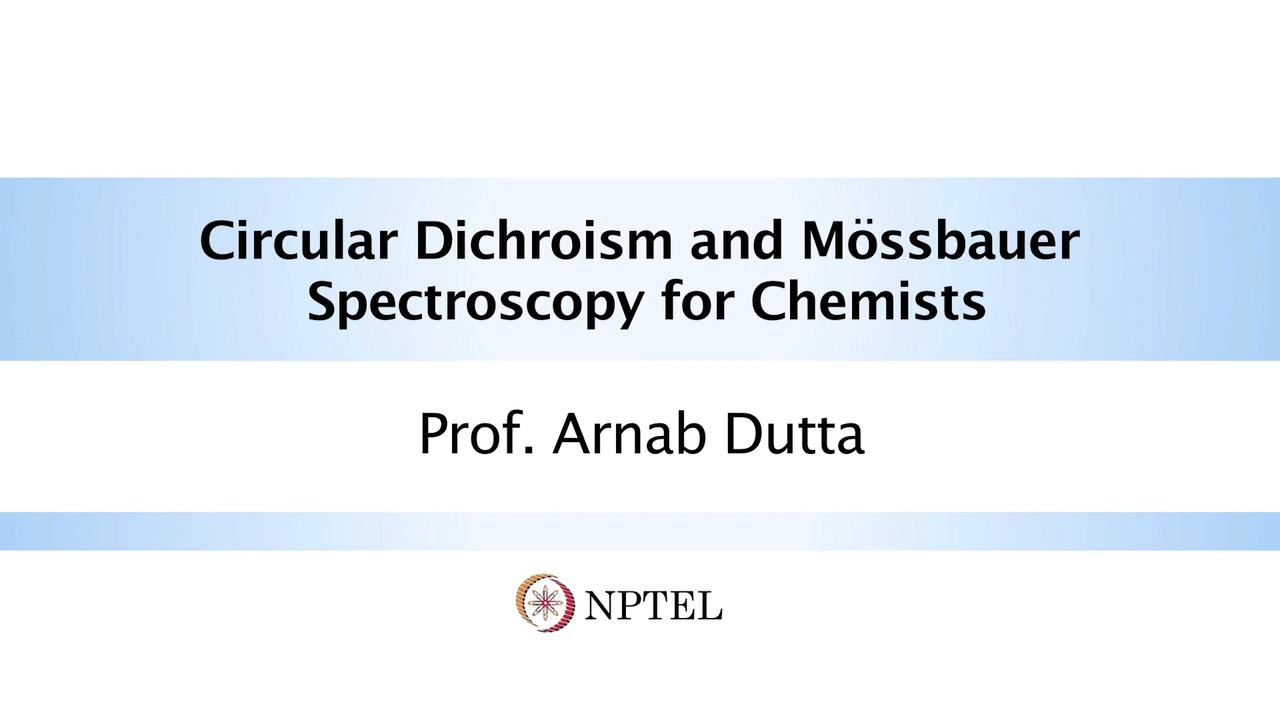 Circular Dichroism and Mössbauer
Spectroscopy for Chemists
Prof. Arnab Dutta
NPTEL